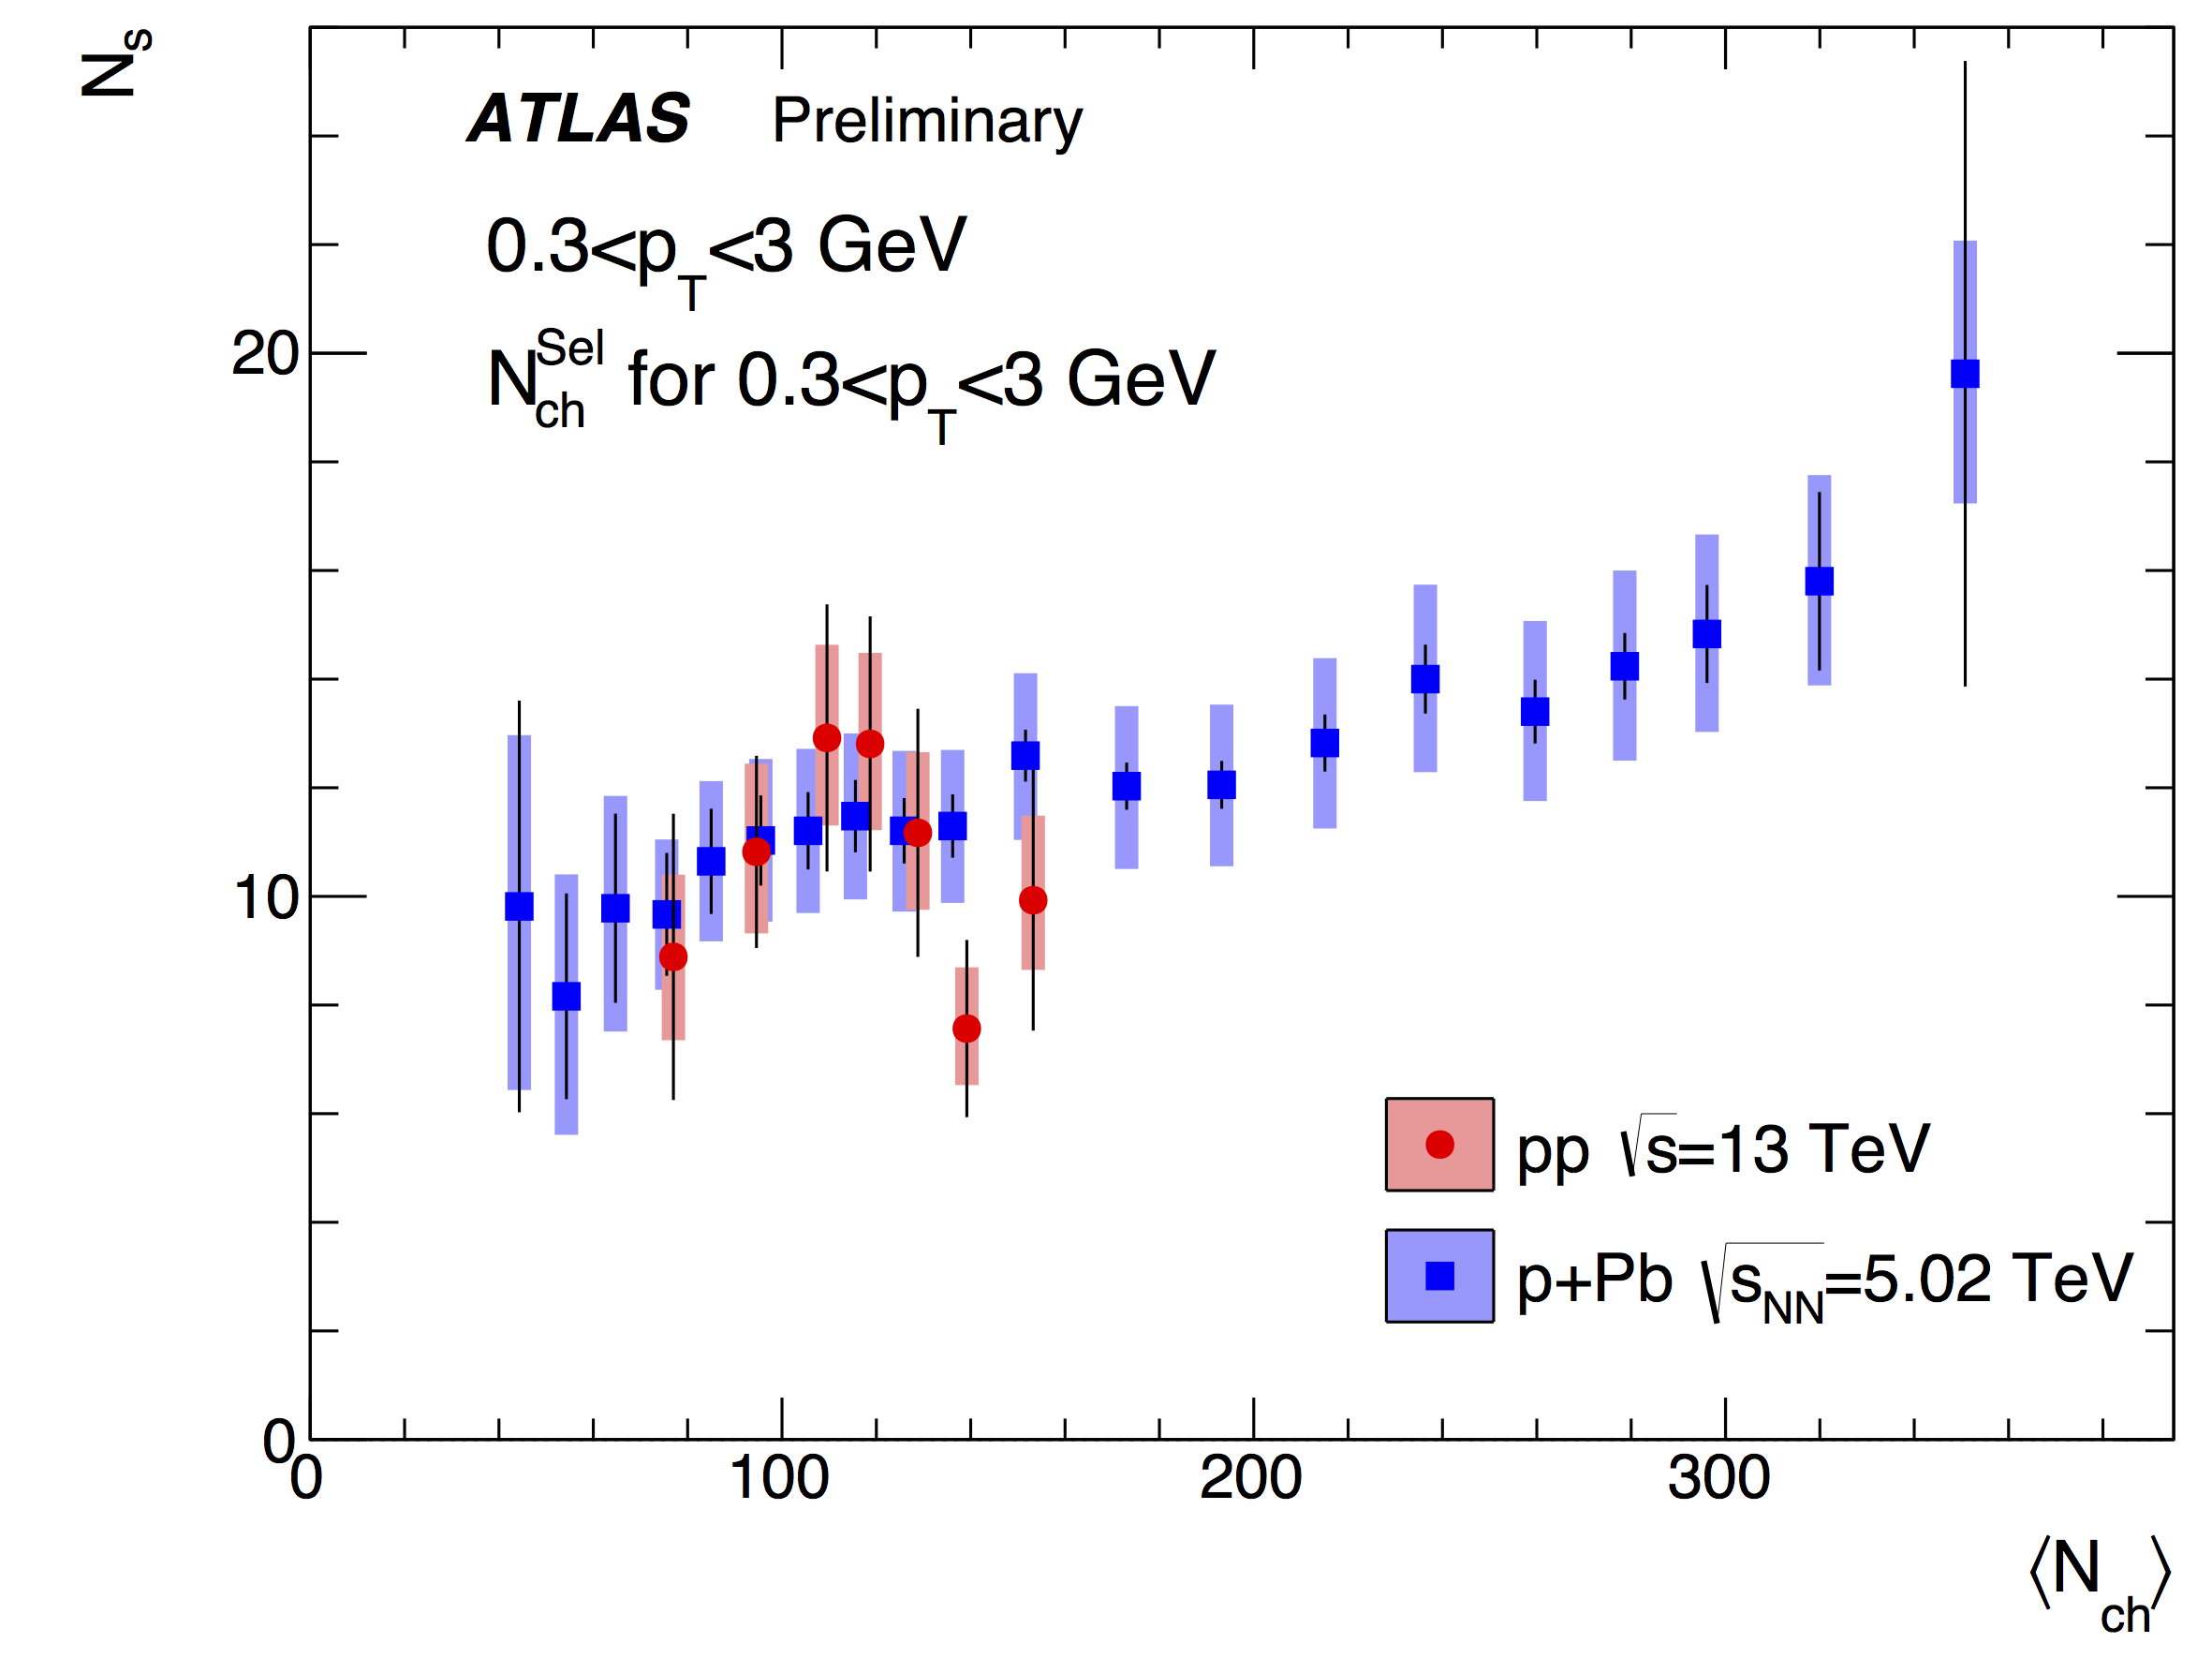 N_s
ATLAS Preliminary
0.3<p_T<3 GeV
N_ch^Sel for 0.3<p_T<3 GeV
20
10
0
pp √s=13 TeV
p+Pb √s_NN=5.02 TeV
0 100 200 300
⟨N_ch⟩